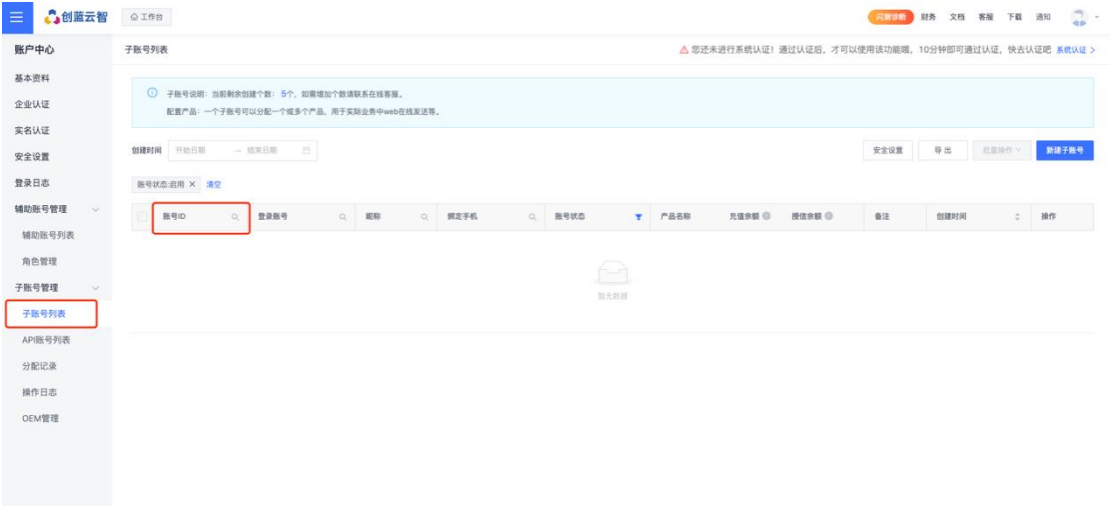 创蓝云智 工作台 闪测诊断 财务 文档 客服 下载 通知
账户中心 子账号列表 您还未进行系统认证！通过认证后，才可以使用该功能哦，10分钟即可通过认证，快去认证吧 系统认证 >
基本资料
企业认证
实名认证
安全设置
登录日志
辅助账号管理
辅助账号列表
角色管理
子账号管理
子账号列表
API账号列表
分配记录
操作日志
OEM管理
子账号说明：当前剩余创建个数：5个，如需增加个数请联系在线客服。
配置产品：一个子账号可以分配一个或多个产品，用于实际业务中web在线发送等。
创建时间 开始日期 → 结束日期 安全设置 导出 批量操作 新建子账号
账号状态:启用 × 清空
账号ID 登录账号 昵称 绑定手机 账号状态 产品名称 充值余额 授信余额 备注 创建时间 操作
暂无数据